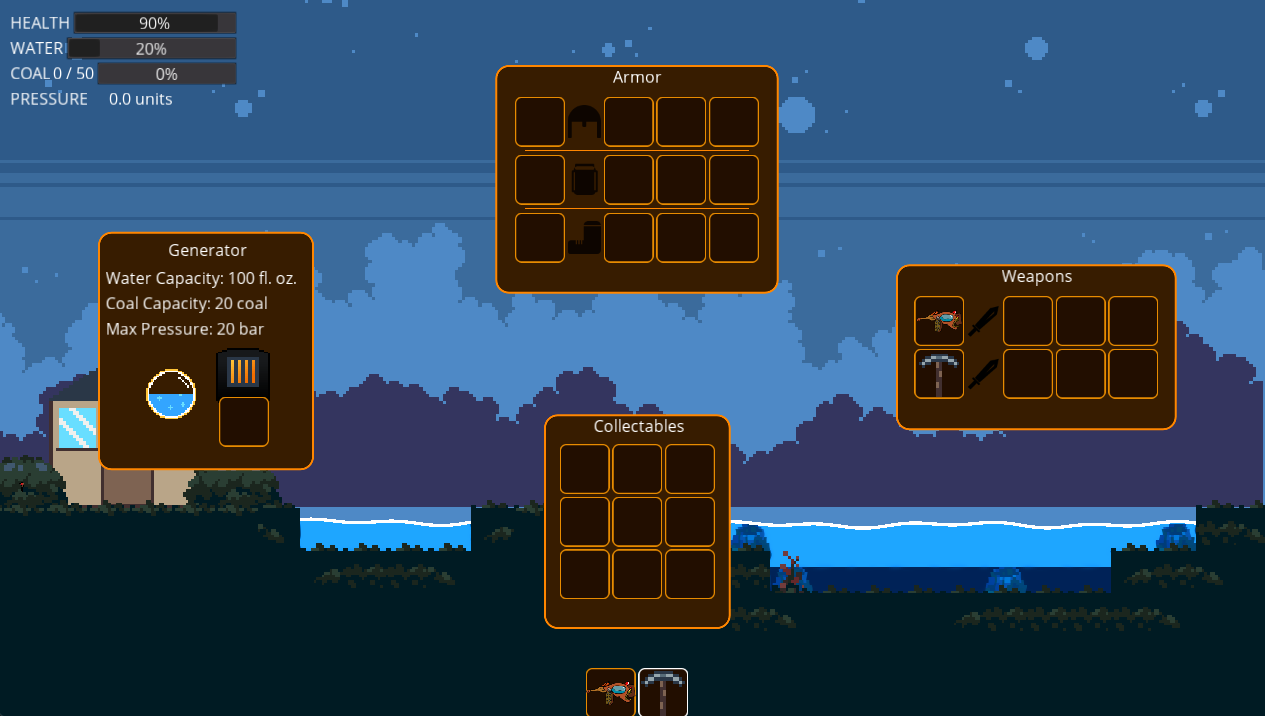 HEALTH 90%
WATER 20%
COAL 0 / 50 0%
PRESSURE 0.0 units
Armor
Generator
Water Capacity: 100 fl. oz.
Coal Capacity: 20 coal
Max Pressure: 20 bar
Weapons
Collectables